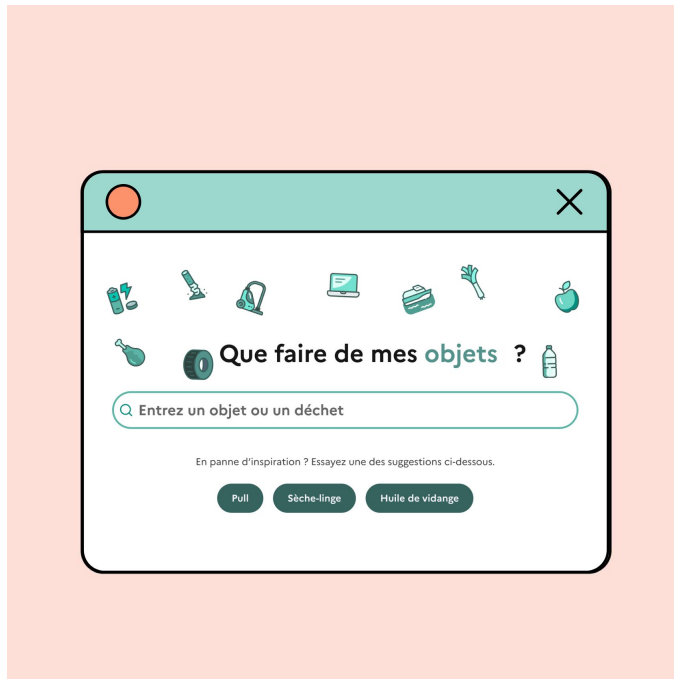 Que faire de mes objets ?
Entrez un objet ou un déchet
En panne d'inspiration ? Essayez une des suggestions ci-dessous.
Pull
Sèche-linge
Huile de vidange